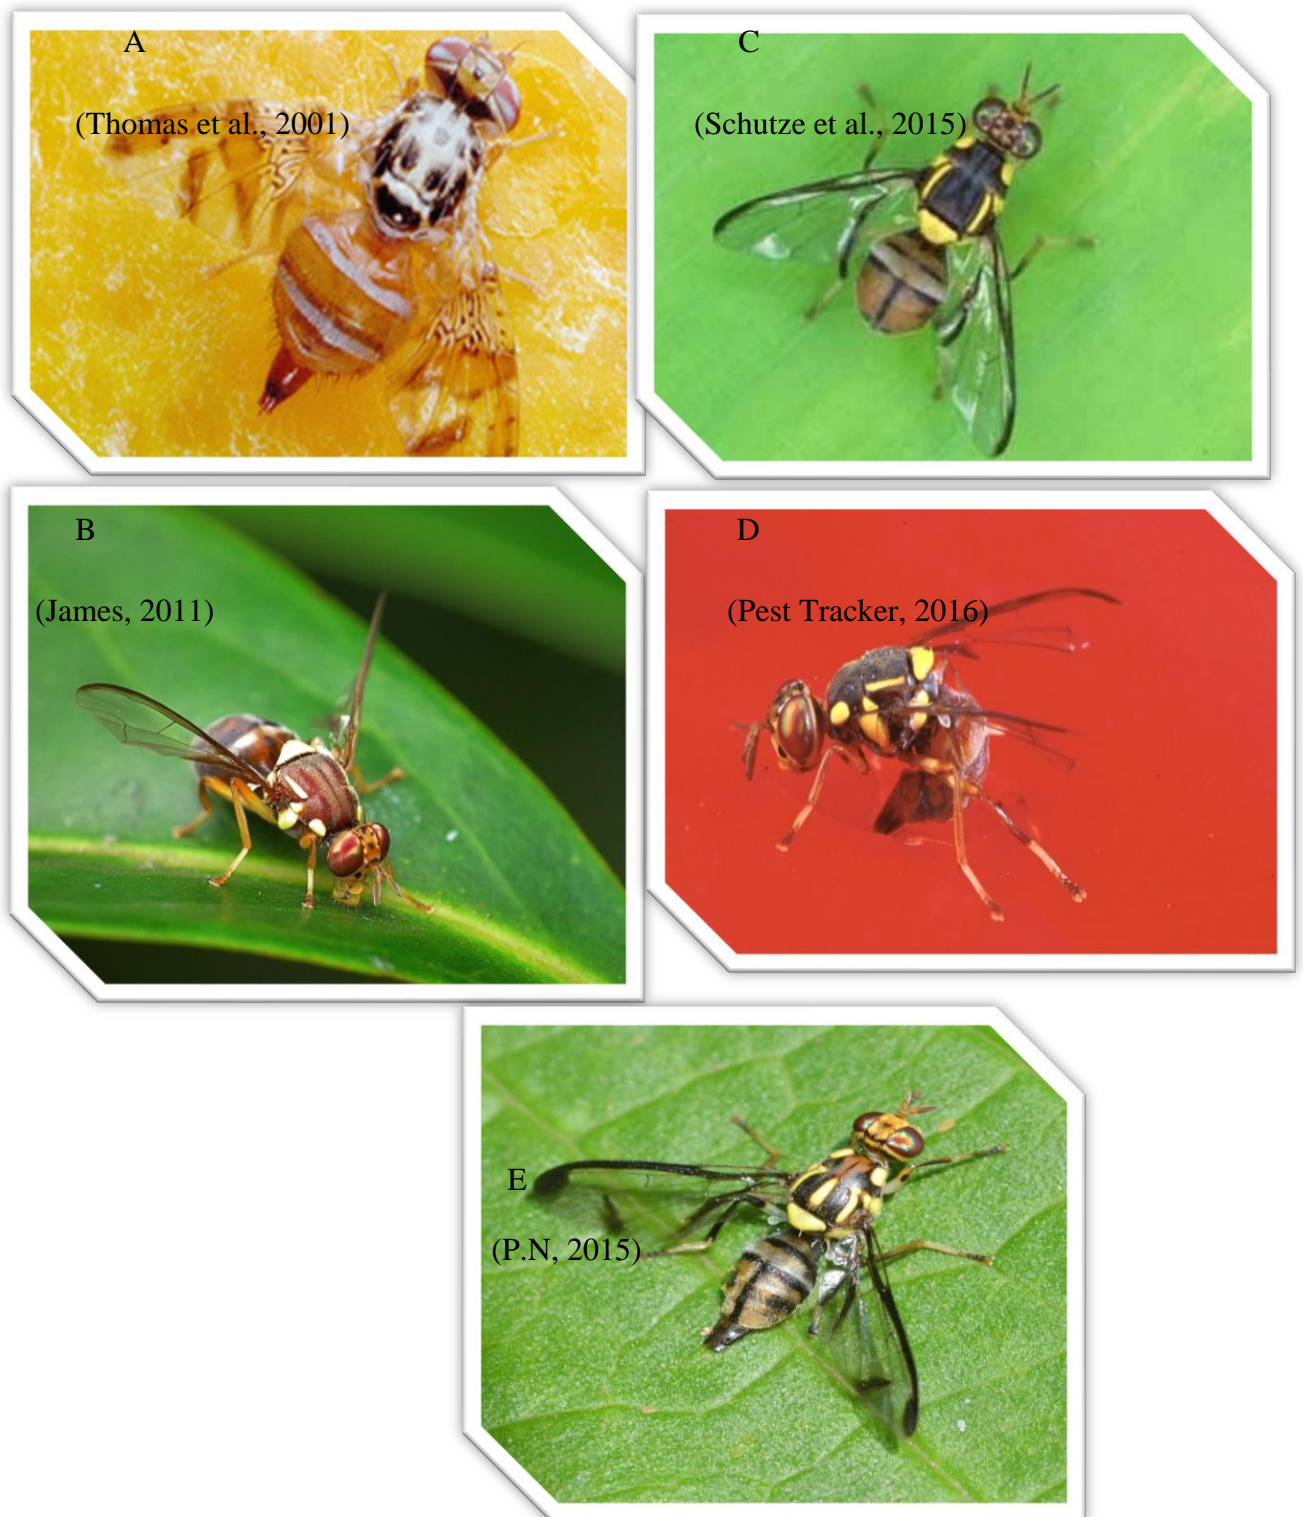 A
(Thomas et al., 2001)
C
(Schutze et al., 2015)
B
(James, 2011)
D
(Pest Tracker, 2016)
E
(P.N, 2015)